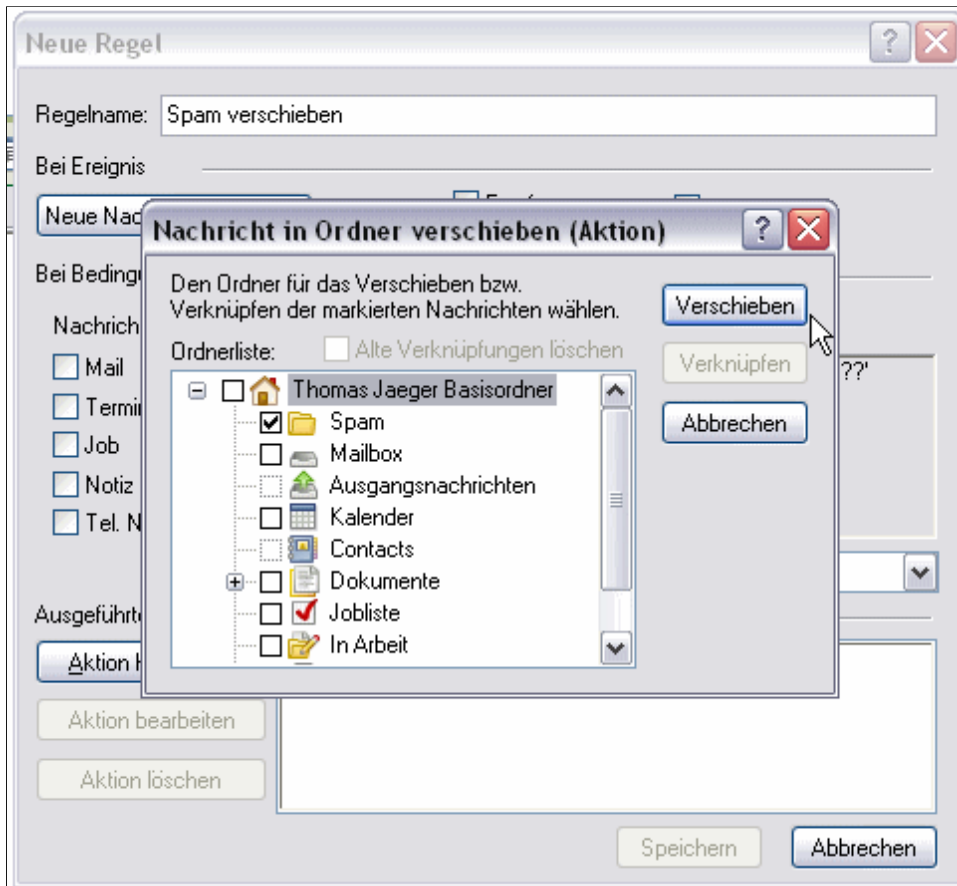 Neue Regel
Regelname: Spam verschieben
Bei Ereignis
Neue Nac
Nachricht in Ordner verschieben (Aktion)
Bei Beding
Den Ordner für das Verschieben bzw.
Verknüpfen der markierten Nachrichten wählen.
Verschieben
Nachrich
Ordnerliste: Alte Verknüpfungen löschen
Verknüpfen
??'
Mail
Thomas Jaeger Basisordner
Termi
Spam
Abbrechen
Job
Mailbox
Notiz
Ausgangsnachrichten
Tel. N
Kalender
Contacts
Dokumente
Ausgeführt
Jobliste
In Arbeit
Aktion
Aktion bearbeiten
Aktion löschen
Speichern Abbrechen